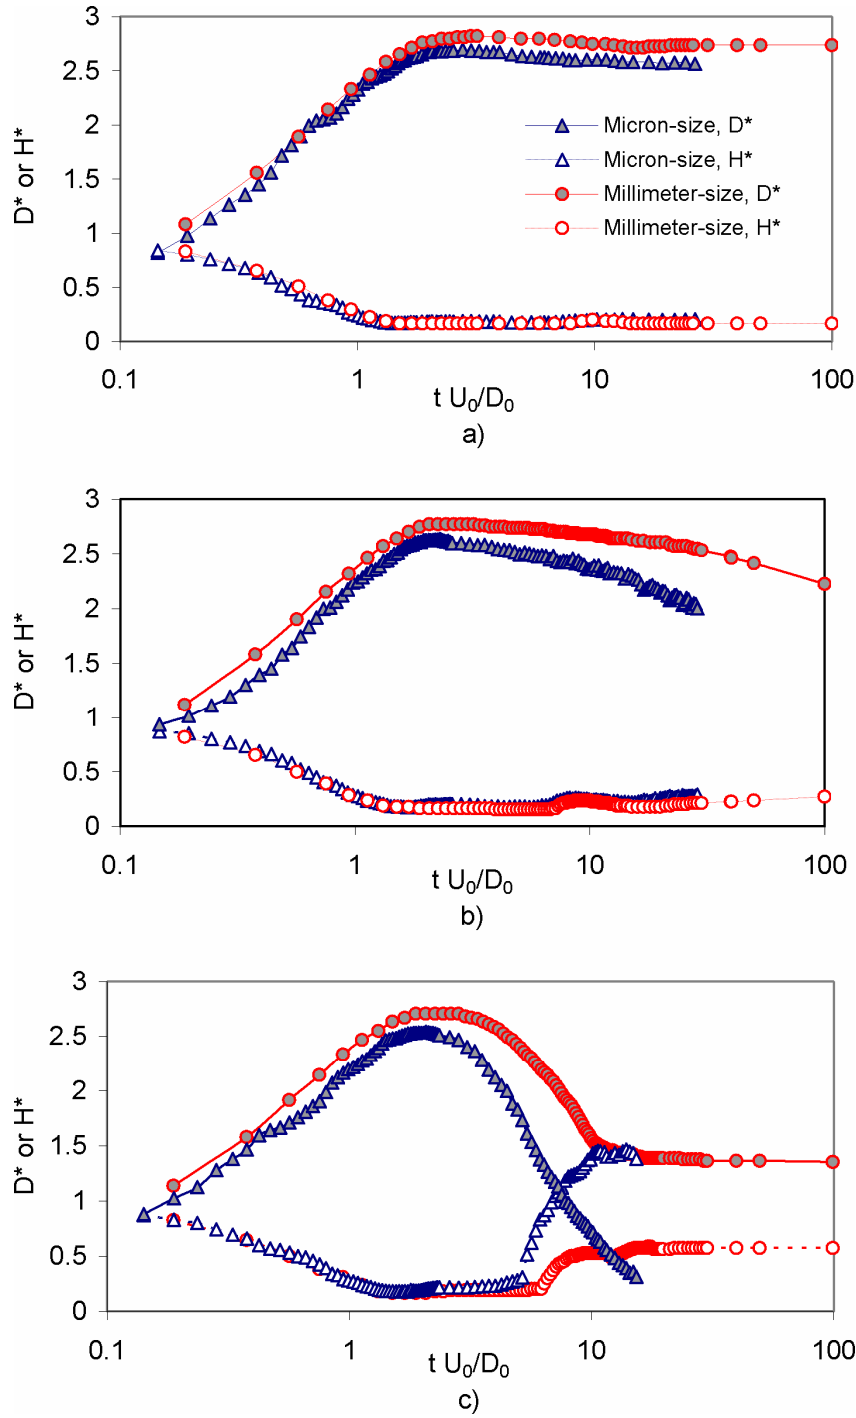 3
2.5
2
1.5
1
0.5
0
D* or H*
Micron-size, D*
Micron-size, H*
Millimeter-size, D*
Millimeter-size, H*
0.1 1 10 100
t U₀/D₀
a)
3
2.5
2
1.5
1
0.5
0
D* or H*
0.1 1 10 100
t U₀/D₀
b)
3
2.5
2
1.5
1
0.5
0
D* or H*
0.1 1 10 100
t U₀/D₀
c)